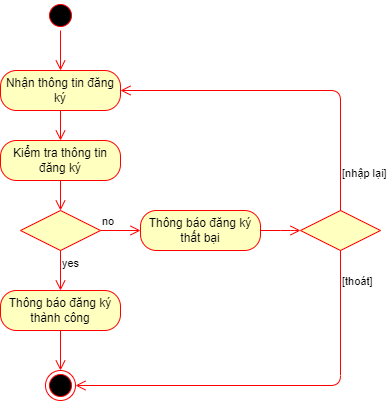 Nhận thông tin đăng
ký
Kiểm tra thông tin
đăng ký
[nhập lại]
no
Thông báo đăng ký
thất bại
yes
[thoát]
Thông báo đăng ký
thành công